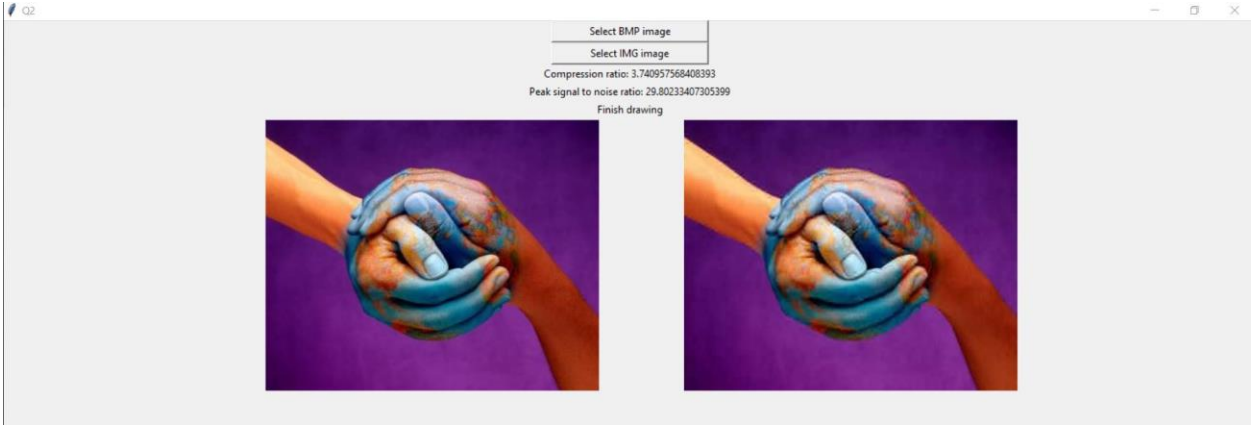 Q2
Select BMP image
Select IMG image
Compression ratio: 3.740957568408393
Peak signal to noise ratio: 29.80233407305399
Finish drawing